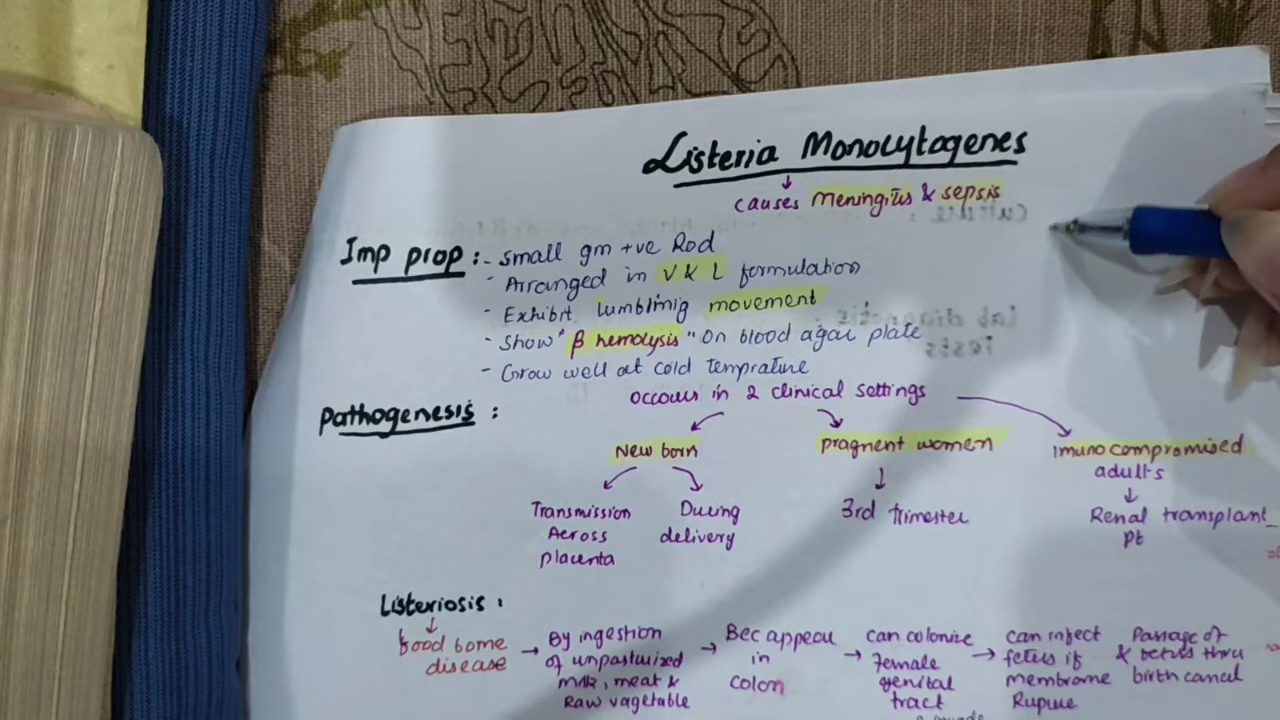 Listeria Monocytogenes
causes meningitis & sepsis
Imp prop :- small gm +ve Rod
- Arranged in V & L formulation
- Exhibit tumbling movement
- Show "β hemolysis" On blood agar plate
- Grow well at cold temprature
Pathogenesis :
occours in 2 clinical settings
New born
pragnent women
Imuno compromised
adults
Transmission
Across
placenta
During
delivery
3rd trimester
Renal transplant
pt
Listeriosis :
food borne
disease
By ingestion
of unpasturized
milk, meat &
Raw vegetable
Bec appear
in
colon
can colonize
female
genital
tract
can infect
fetus if
membrane
Rupure
& Passage of
fetus thru
birth canal